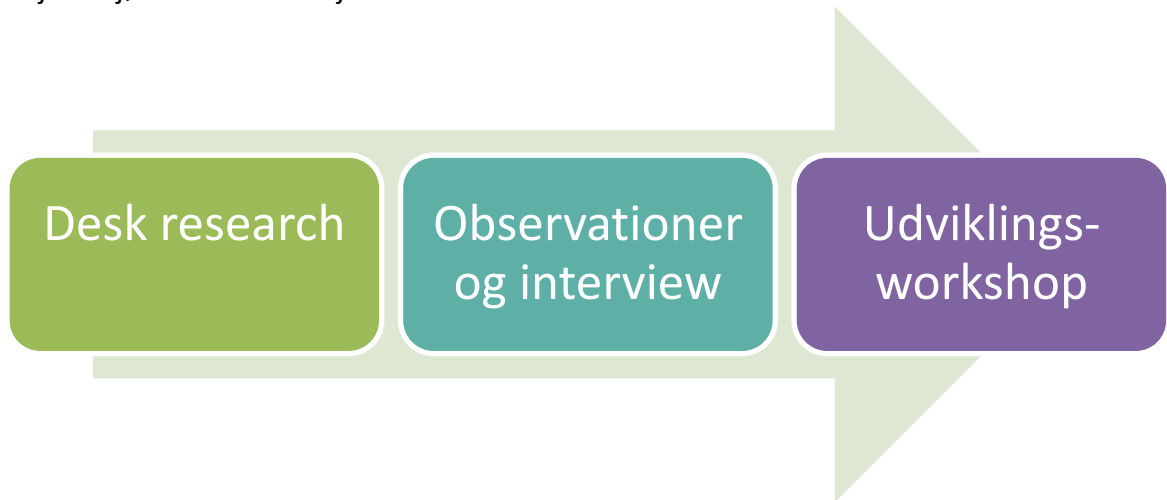 Desk research
Observationer
og interview
Udviklings-
workshop